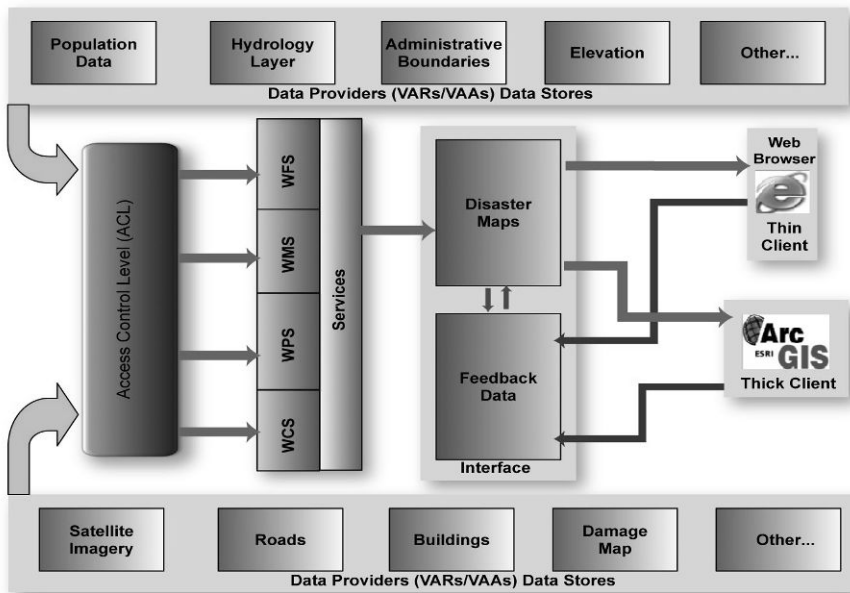 Population
Data
Hydrology
Layer
Administrative
Boundaries
Elevation
Other...
Data Providers (VARs/VAAs) Data Stores
Access Control Level (ACL)
WFS
WMS
WPS
WCS
Services
Disaster
Maps
Feedback
Data
Interface
Web
Browser
Thin
Client
Arc
ESRI GIS
Thick Client
Satellite
Imagery
Roads
Buildings
Damage
Map
Other...
Data Providers (VARs/VAAs) Data Stores